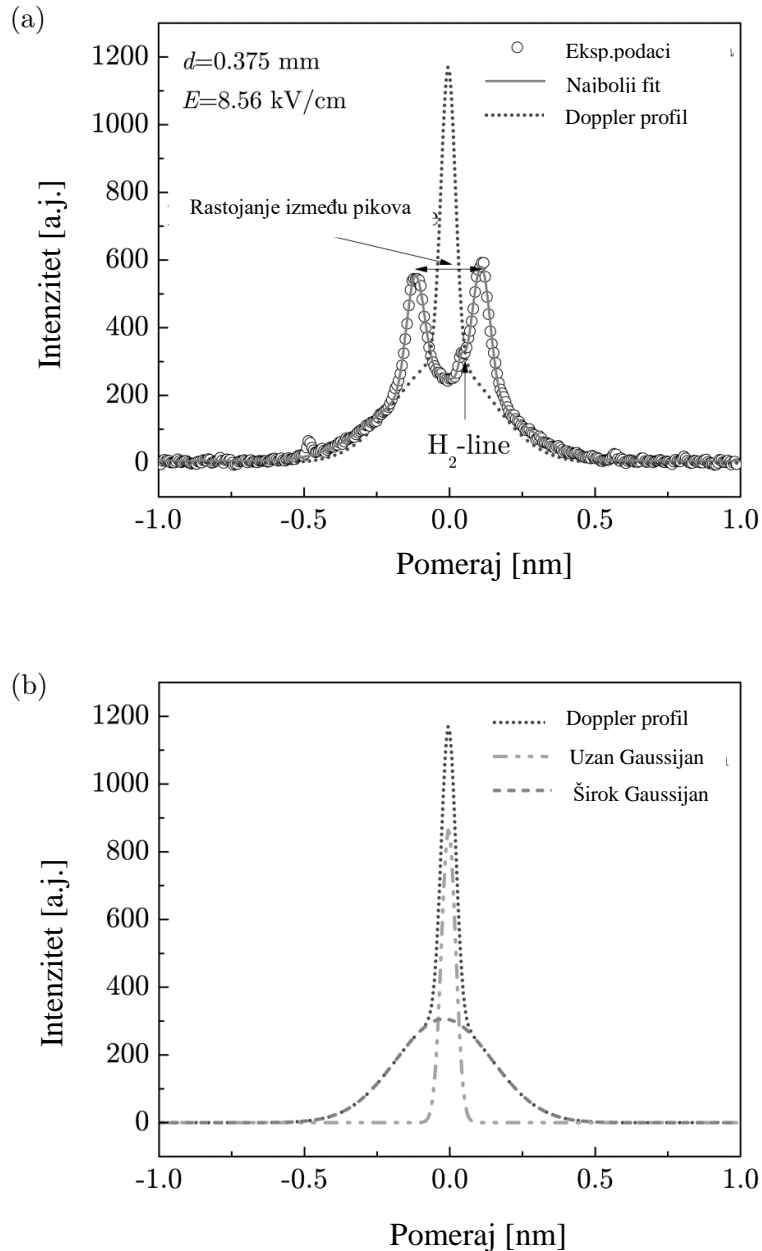 (a)
d=0.375 mm
E=8.56 kV/cm
Eksp.podaci
Najbolji fit
Doppler profil
Rastojanje između pikova
H2-line
Intenzitet [a.j.]
1200
1000
800
600
400
200
0
-1.0
-0.5
0.0
0.5
1.0
Pomeraj [nm]
(b)
Doppler profil
Uzan Gaussijan
Širok Gaussijan
Intenzitet [a.j.]
1200
1000
800
600
400
200
0
-1.0
-0.5
0.0
0.5
1.0
Pomeraj [nm]